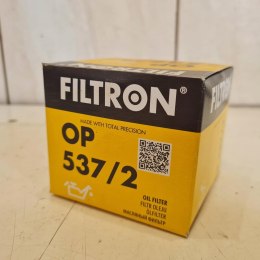 FILTRON®
MADE WITH TOTAL PRECISION
OP
537/2
OIL FILTER
FILTR OLEJU
ÖLFILTER
МАСЛЯНЫЙ ФИЛЬТР